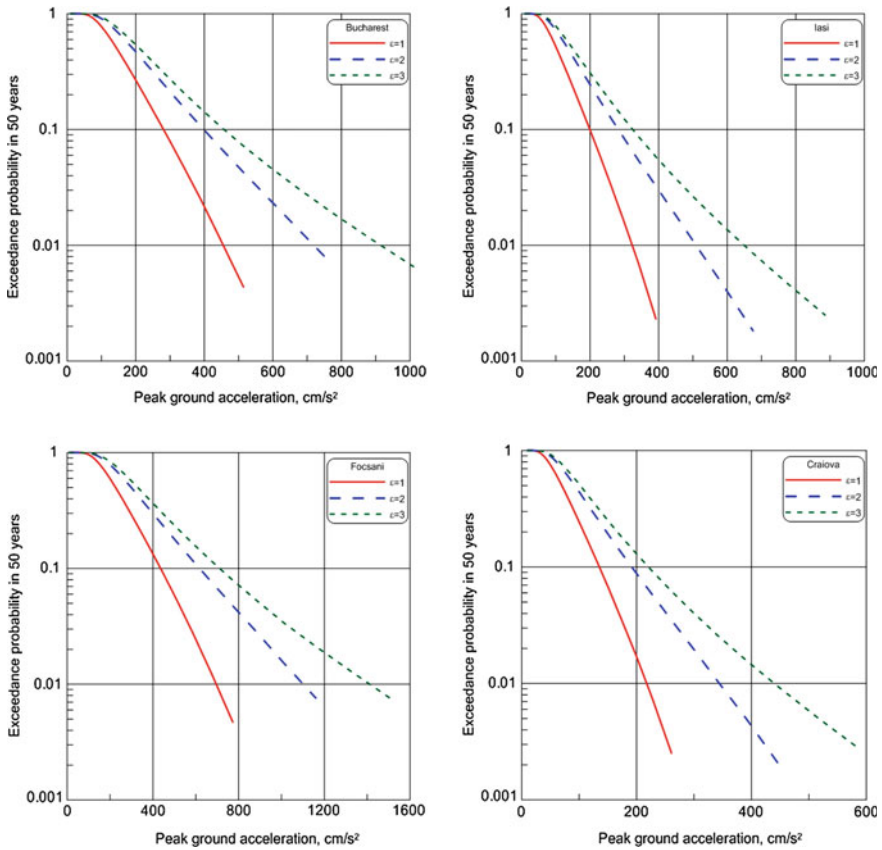 Bucharest
ε=1
ε=2
ε=3
1
0.1
0.01
0.001
Exceedance probability in 50 years
0 200 400 600 800 1000
Peak ground acceleration, cm/s²
Iasi
ε=1
ε=2
ε=3
1
0.1
0.01
0.001
Exceedance probability in 50 years
0 200 400 600 800 1000
Peak ground acceleration, cm/s²
Focsani
ε=1
ε=2
ε=3
1
0.1
0.01
0.001
Exceedance probability in 50 years
0 400 800 1200 1600
Peak ground acceleration, cm/s²
Craiova
ε=1
ε=2
ε=3
1
0.1
0.01
0.001
Exceedance probability in 50 years
0 200 400 600
Peak ground acceleration, cm/s²